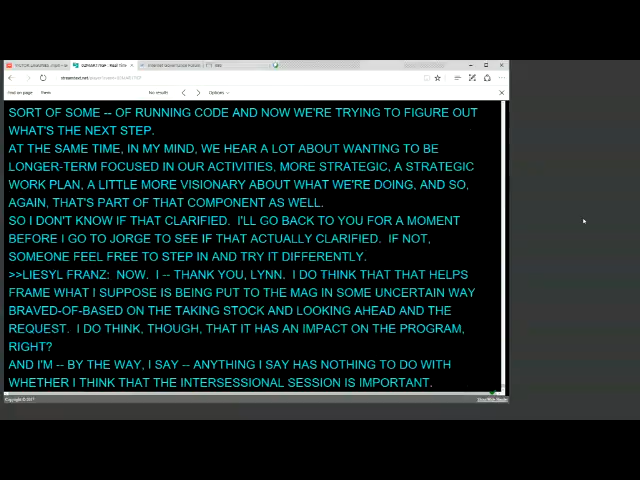 streamtext.net
Find on page
No results
Options
SORT OF SOME -- OF RUNNING CODE AND NOW WE'RE TRYING TO FIGURE OUT
WHAT'S THE NEXT STEP.
AT THE SAME TIME, IN MY MIND, WE HEAR A LOT ABOUT WANTING TO BE
LONGER-TERM FOCUSED IN OUR ACTIVITIES, MORE STRATEGIC, A STRATEGIC
WORK PLAN, A LITTLE MORE VISIONARY ABOUT WHAT WE'RE DOING, AND SO,
AGAIN, THAT'S PART OF THAT COMPONENT AS WELL.
SO I DON'T KNOW IF THAT CLARIFIED. I'LL GO BACK TO YOU FOR A MOMENT
BEFORE I GO TO JORGE TO SEE IF THAT ACTUALLY CLARIFIED. IF NOT,
SOMEONE FEEL FREE TO STEP IN AND TRY IT DIFFERENTLY.
>>LIESYL FRANZ: NOW. I -- THANK YOU, LYNN. I DO THINK THAT THAT HELPS
FRAME WHAT I SUPPOSE IS BEING PUT TO THE MAG IN SOME UNCERTAIN WAY
BRAVED-OF-BASED ON THE TAKING STOCK AND LOOKING AHEAD AND THE
REQUEST. I DO THINK, THOUGH, THAT IT HAS AN IMPACT ON THE PROGRAM,
RIGHT?
AND I'M -- BY THE WAY, I SAY -- ANYTHING I SAY HAS NOTHING TO DO WITH
WHETHER I THINK THAT THE INTERSESSIONAL SESSION IS IMPORTANT.